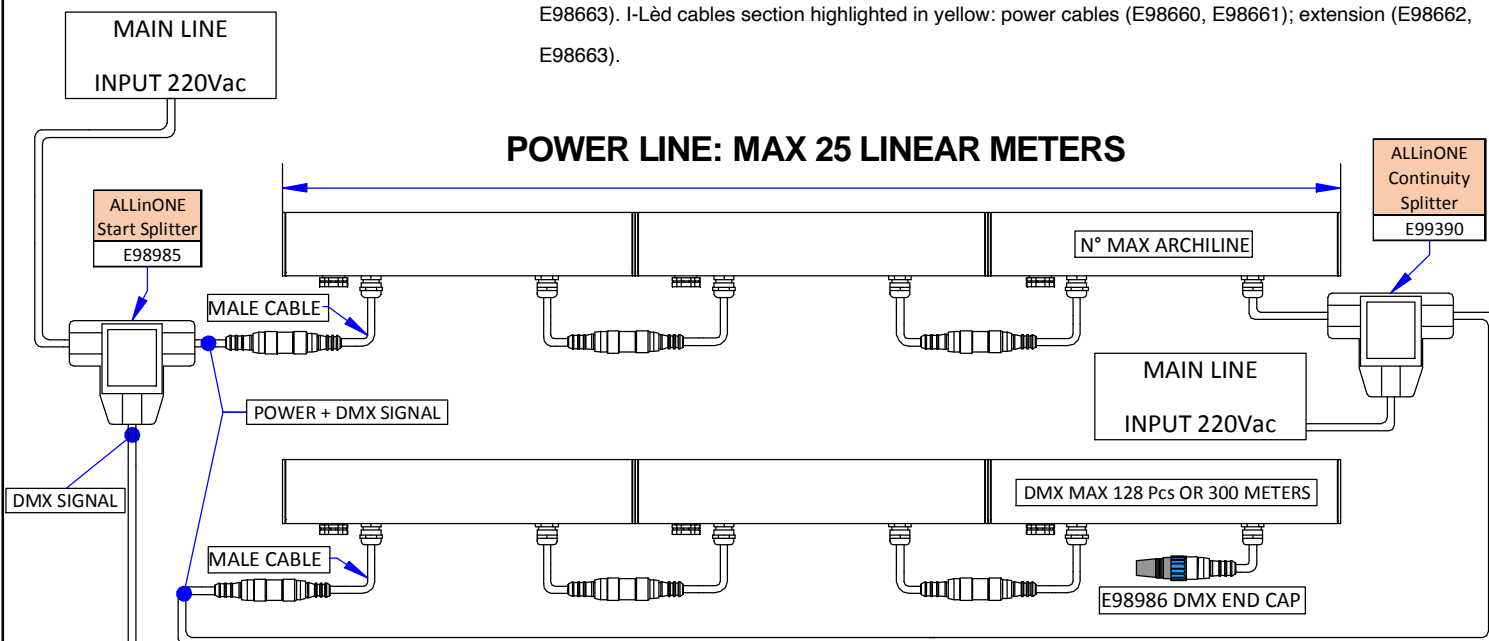 E98663). I-Lèd cables section highlighted in yellow: power cables (E98660, E98661); extension (E98662,
E98663).
MAIN LINE
INPUT 220Vac
POWER LINE: MAX 25 LINEAR METERS
ALLinONE
Start Splitter
E98985
ALLinONE
Continuity
Splitter
E99390
N° MAX ARCHILINE
MALE CABLE
MAIN LINE
INPUT 220Vac
POWER + DMX SIGNAL
DMX SIGNAL
DMX MAX 128 Pcs OR 300 METERS
MALE CABLE
E98986 DMX END CAP